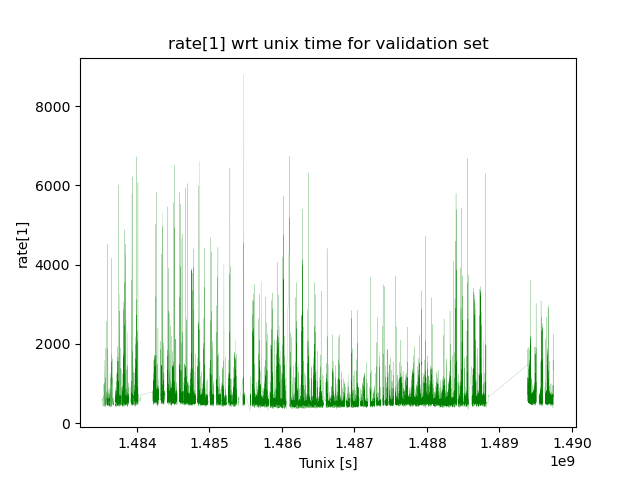 rate[1] wrt unix time for validation set
8000
6000
4000
2000
0
rate[1]
1.484 1.485 1.486 1.487 1.488 1.489 1.490
1e9
Tunix [s]